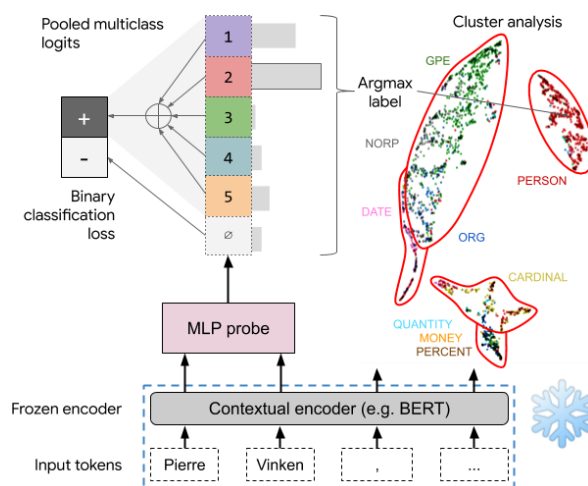 Pooled multiclass
logits
Cluster analysis
1
2
3
4
5
∅
+
-
Binary
classification
loss
Argmax
label
GPE
NORP
PERSON
DATE
ORG
CARDINAL
QUANTITY
MONEY
PERCENT
MLP probe
Frozen encoder
Contextual encoder (e.g. BERT)
Input tokens
Pierre
Vinken
,
...